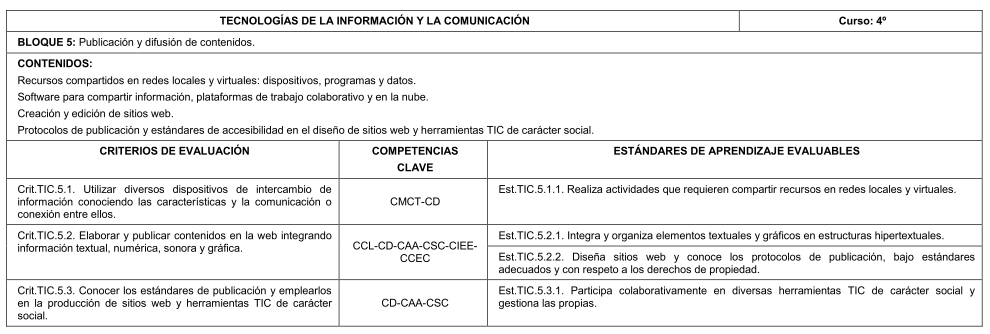 TECNOLOGÍAS DE LA INFORMACIÓN Y LA COMUNICACIÓN
Curso: 4º
BLOQUE 5: Publicación y difusión de contenidos.
CONTENIDOS:
Recursos compartidos en redes locales y virtuales: dispositivos, programas y datos.
Software para compartir información, plataformas de trabajo colaborativo y en la nube.
Creación y edición de sitios web.
Protocolos de publicación y estándares de accesibilidad en el diseño de sitios web y herramientas TIC de carácter social.
CRITERIOS DE EVALUACIÓN
COMPETENCIAS
CLAVE
ESTÁNDARES DE APRENDIZAJE EVALUABLES
Crit.TIC.5.1. Utilizar diversos dispositivos de intercambio de
información conociendo las características y la comunicación o
conexión entre ellos.
CMCT-CD
Est.TIC.5.1.1. Realiza actividades que requieren compartir recursos en redes locales y virtuales.
Crit.TIC.5.2. Elaborar y publicar contenidos en la web integrando
información textual, numérica, sonora y gráfica.
CCL-CD-CAA-CSC-CIEE-
CCEC
Est.TIC.5.2.1. Integra y organiza elementos textuales y gráficos en estructuras hipertextuales.
Est.TIC.5.2.2. Diseña sitios web y conoce los protocolos de publicación, bajo estándares
adecuados y con respeto a los derechos de propiedad.
Crit.TIC.5.3. Conocer los estándares de publicación y emplearlos
en la producción de sitios web y herramientas TIC de carácter
social.
CD-CAA-CSC
Est.TIC.5.3.1. Participa colaborativamente en diversas herramientas TIC de carácter social y
gestiona las propias.